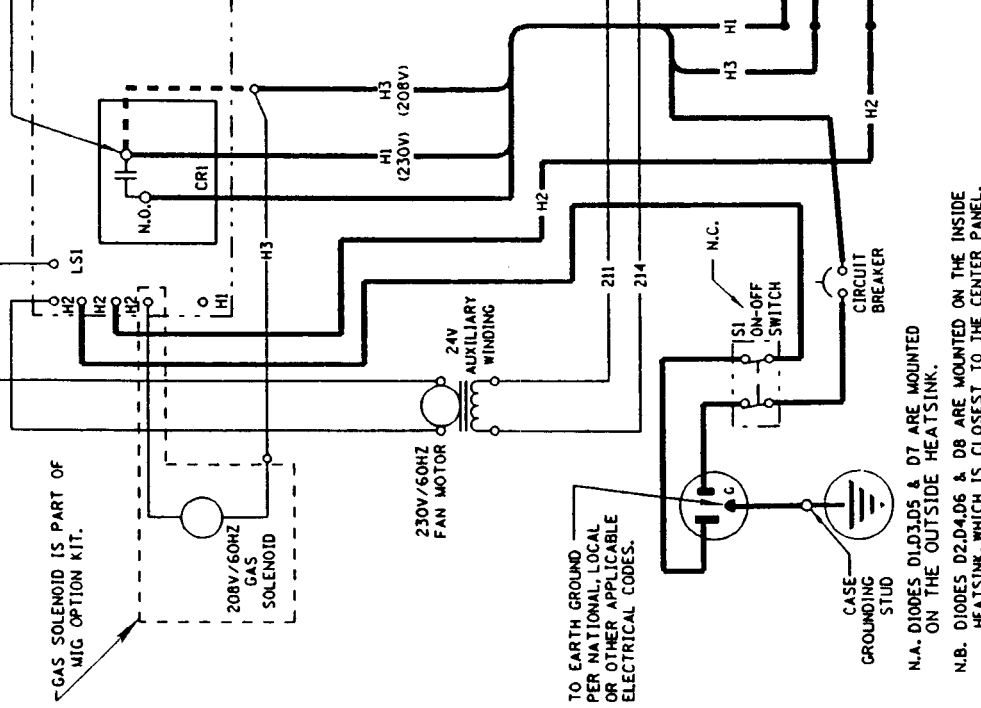 H1
H3
H3
(208V)
H1
(230V)
H2
CR1
N.O.
H2
H3
LS1
H2
H2
H2
H1
N.C.
211
214
S1
ON-OFF
SWITCH
CIRCUIT
BREAKER
24V
AUXILIARY
WINDING
230V/60HZ
FAN MOTOR
GAS SOLENOID IS PART OF
MIG OPTION KIT.
208V/60HZ
GAS
SOLENOID
TO EARTH GROUND
PER NATIONAL, LOCAL
OR OTHER APPLICABLE
ELECTRICAL CODES.
G
CASE
GROUNDING
STUD
N.A. DIODES D1,D3,D5 & D7 ARE MOUNTED
ON THE OUTSIDE HEATSINK.
N.B. DIODES D2,D4,D6 & D8 ARE MOUNTED ON THE INSIDE
HEATSINK, WHICH IS CLOSEST TO THE CENTER PANEL.